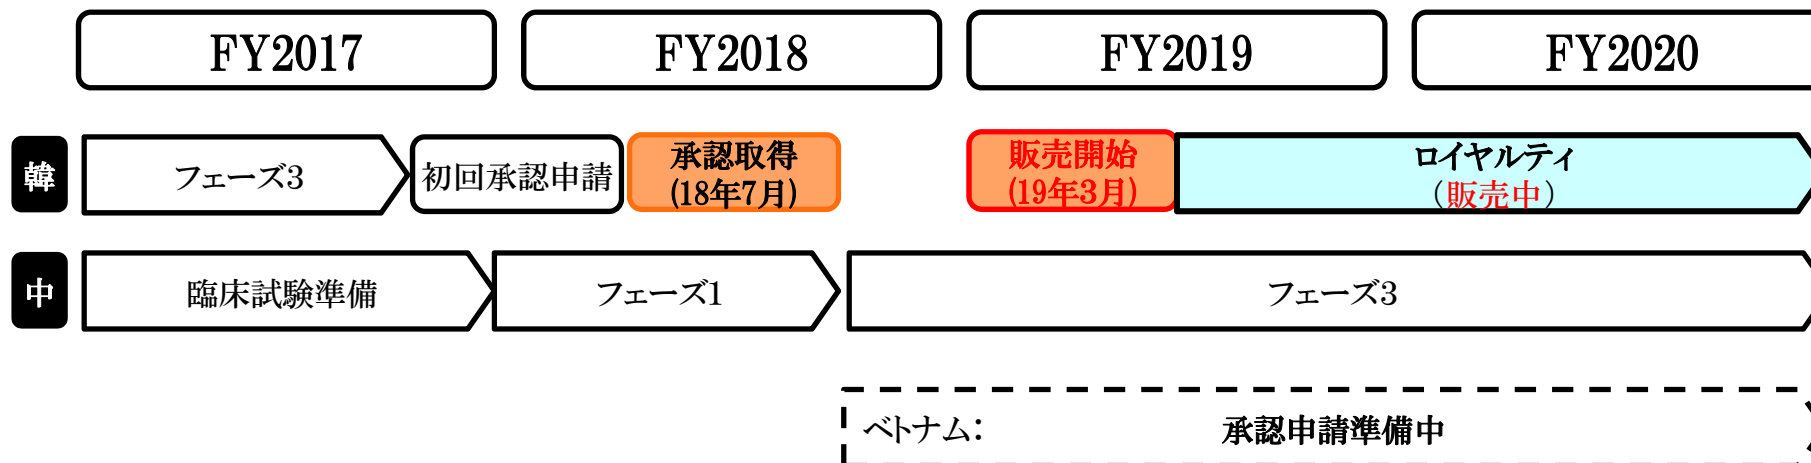 FY2017 FY2018 FY2019 FY2020
韓 フェーズ3 初回承認申請 承認取得 (18年7月) 販売開始 (19年3月) ロイヤルティ (販売中)
中 臨床試験準備 フェーズ1 フェーズ3
ベトナム: 承認申請準備中